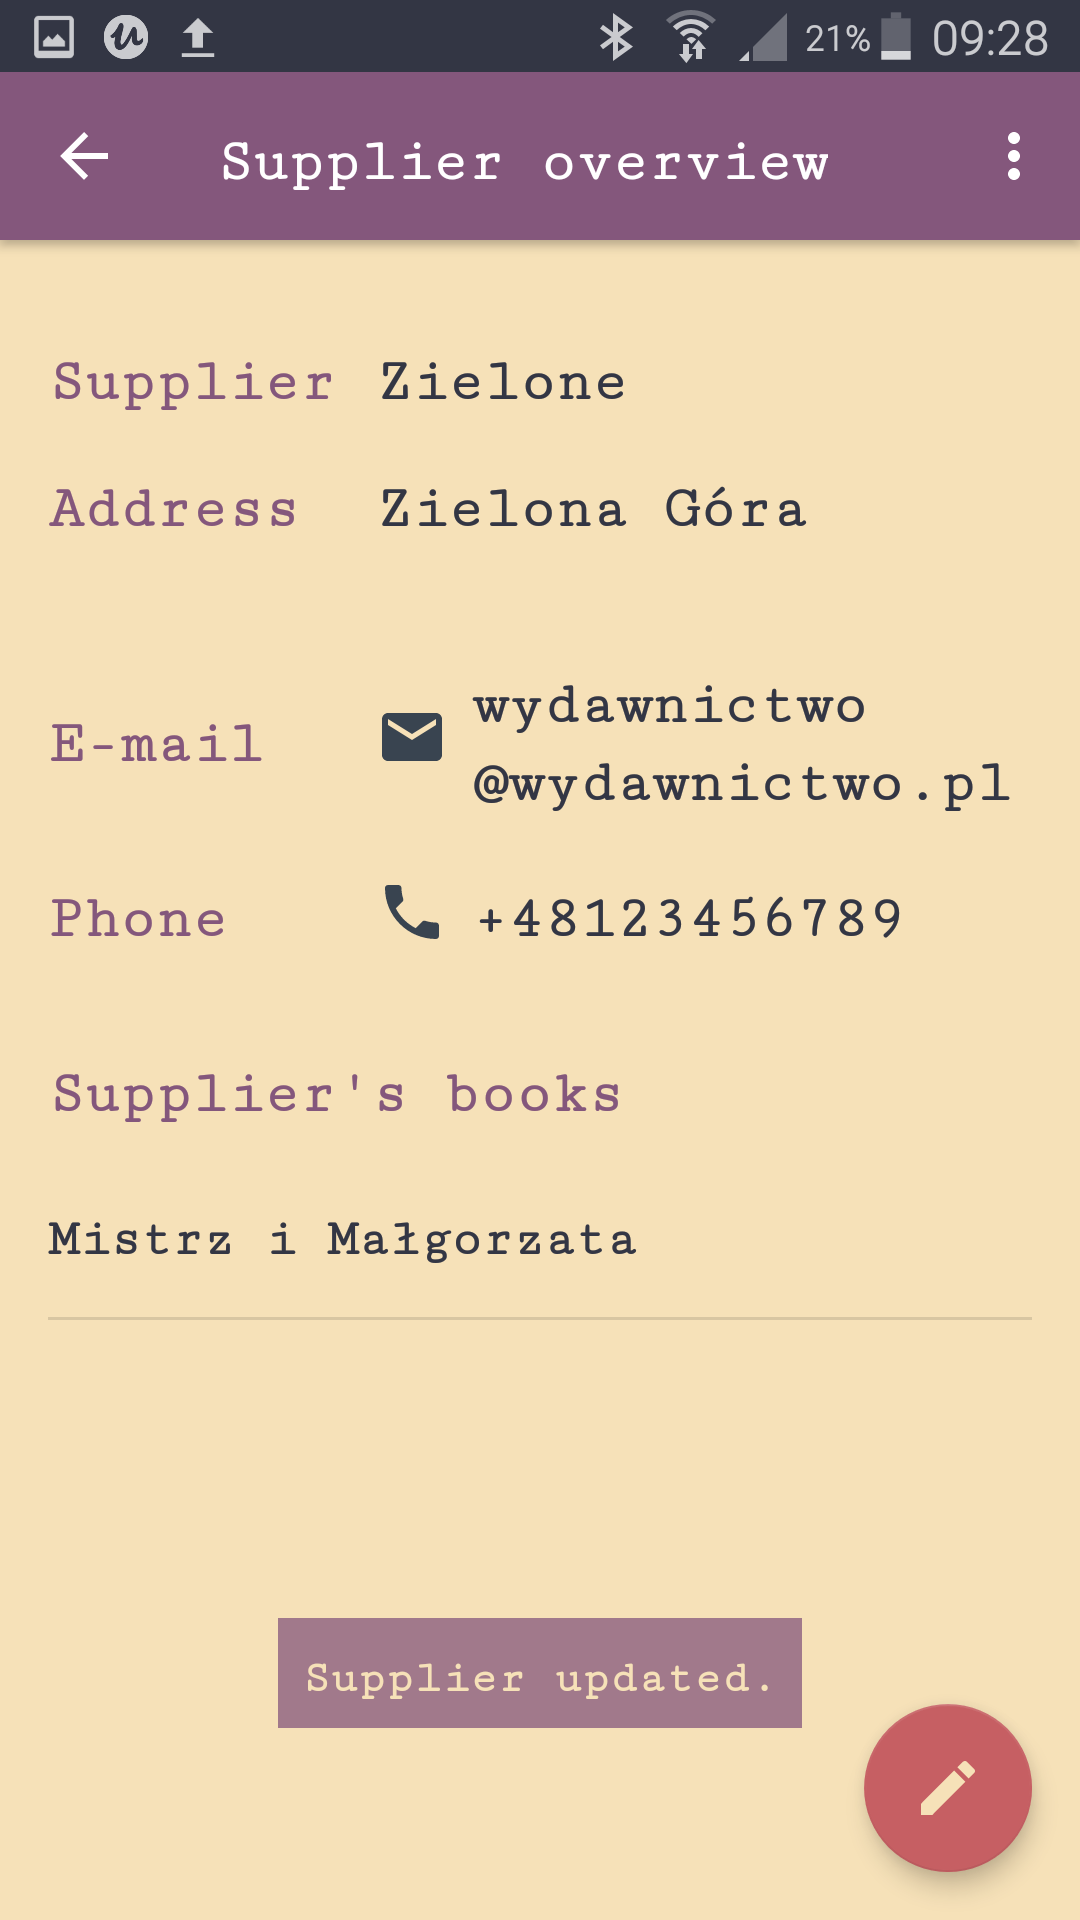 21% 09:28
Supplier overview
Supplier Zielone
Address Zielona Góra
E-mail wydawnictwo
@wydawnictwo.pl
Phone +48123456789
Supplier's books
Mistrz i Małgorzata
Supplier updated.